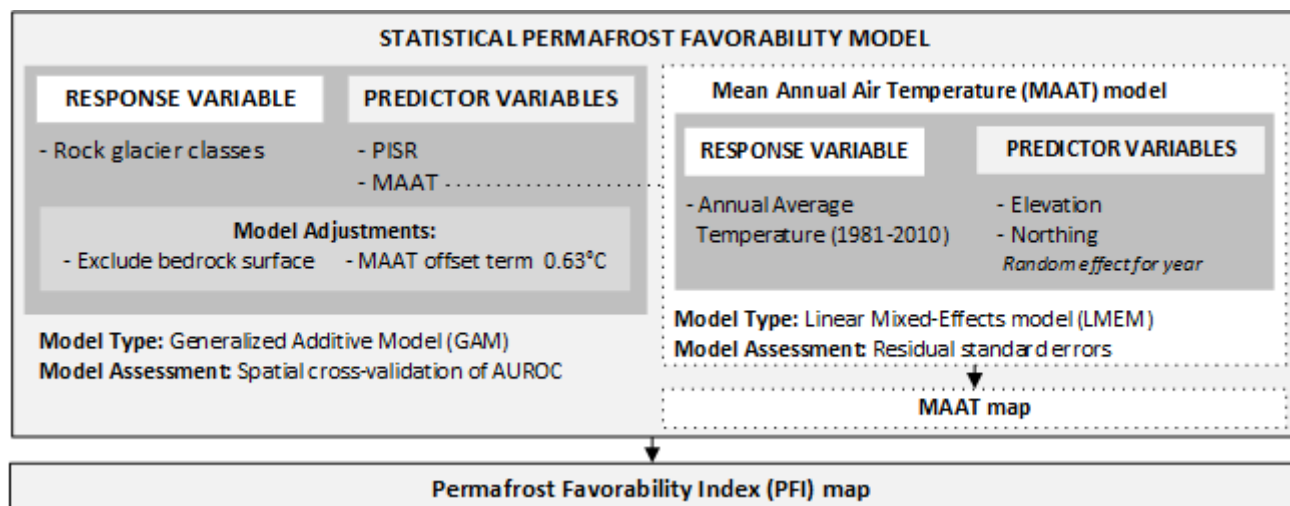 STATISTICAL PERMAFROST FAVORABILITY MODEL
RESPONSE VARIABLE
PREDICTOR VARIABLES
- Rock glacier classes
- PISR
- MAAT
Model Adjustments:
- Exclude bedrock surface
- MAAT offset term 0.63°C
Model Type: Generalized Additive Model (GAM)
Model Assessment: Spatial cross-validation of AUROC
Mean Annual Air Temperature (MAAT) model
RESPONSE VARIABLE
PREDICTOR VARIABLES
- Annual Average
Temperature (1981-2010)
- Elevation
- Northing
Random effect for year
Model Type: Linear Mixed-Effects model (LMEM)
Model Assessment: Residual standard errors
MAAT map
Permafrost Favorability Index (PFI) map